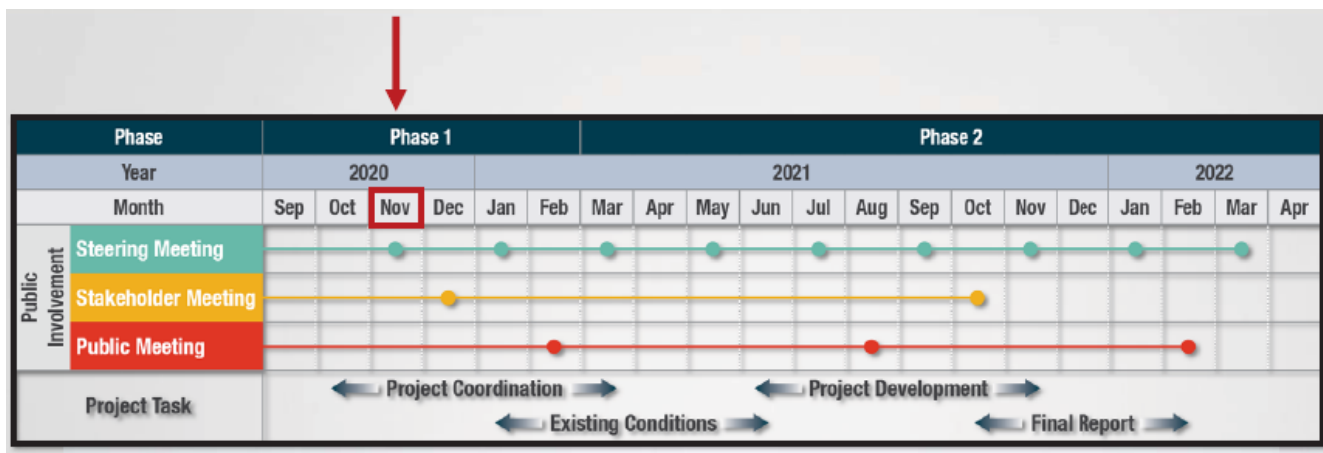 Phase Phase 1 Phase 2
Year 2020 2021 2022
Month Sep Oct Nov Dec Jan Feb Mar Apr May Jun Jul Aug Sep Oct Nov Dec Jan Feb Mar Apr
Public Involvement
Steering Meeting
Stakeholder Meeting
Public Meeting
Project Task
Project Coordination Project Development
Existing Conditions Final Report